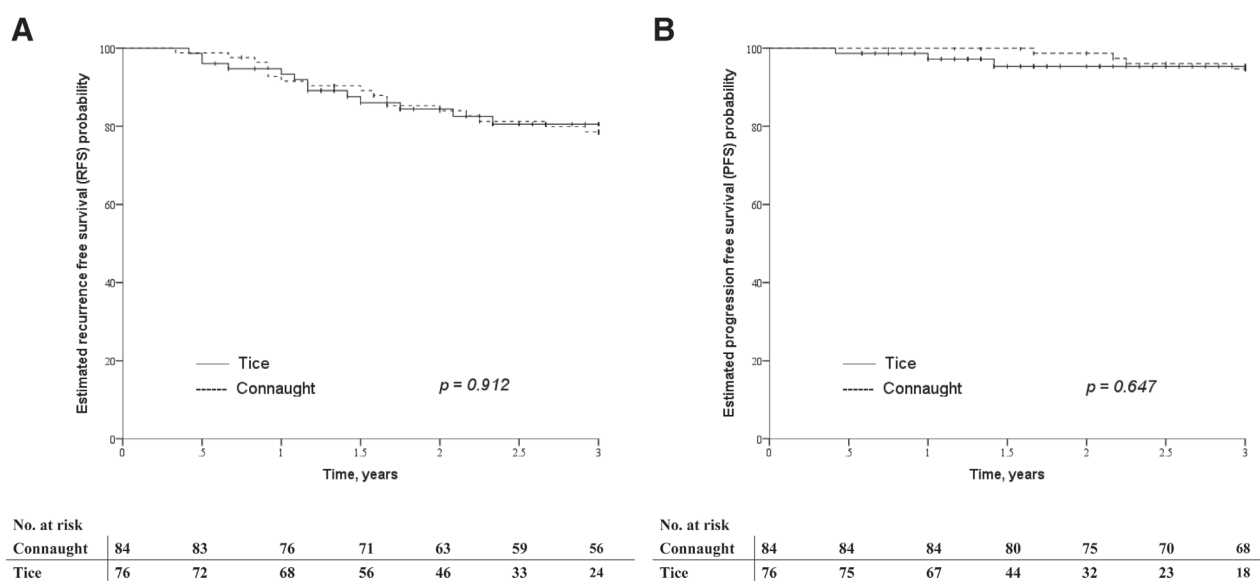 A
Estimated recurrence free survival (RFS) probability
100
80
60
40
20
0
Tice
Connaught
p = 0.912
0 .5 1 1.5 2 2.5 3
Time, years
No. at risk
Connaught 84 83 76 71 63 59 56
Tice 76 72 68 56 46 33 24
B
Estimated progression free survival (PFS) probability
100
80
60
40
20
0
Tice
Connaught
p = 0.647
0 .5 1 1.5 2 2.5 3
Time, years
No. at risk
Connaught 84 84 84 80 75 70 68
Tice 76 75 67 44 32 23 18